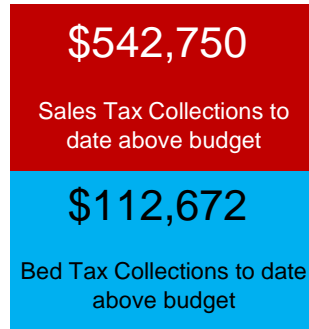 $542,750
Sales Tax Collections to
date above budget
$112,672
Bed Tax Collections to date
above budget